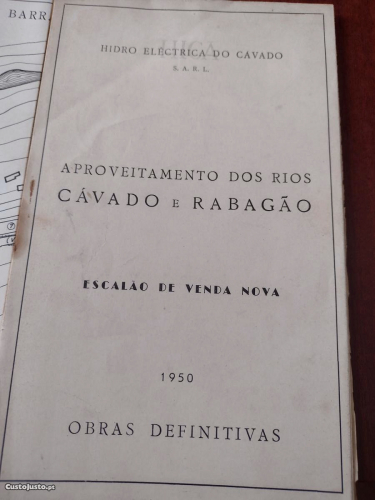 BARR
HIDRO ELÉCTRICA DO CÁVADO
S. A. R. L.
APROVEITAMENTO DOS RIOS
CÁVADO E RABAGÃO
ESCALÃO DE VENDA NOVA
1950
OBRAS DEFINITIVAS
CustoJusto.pt